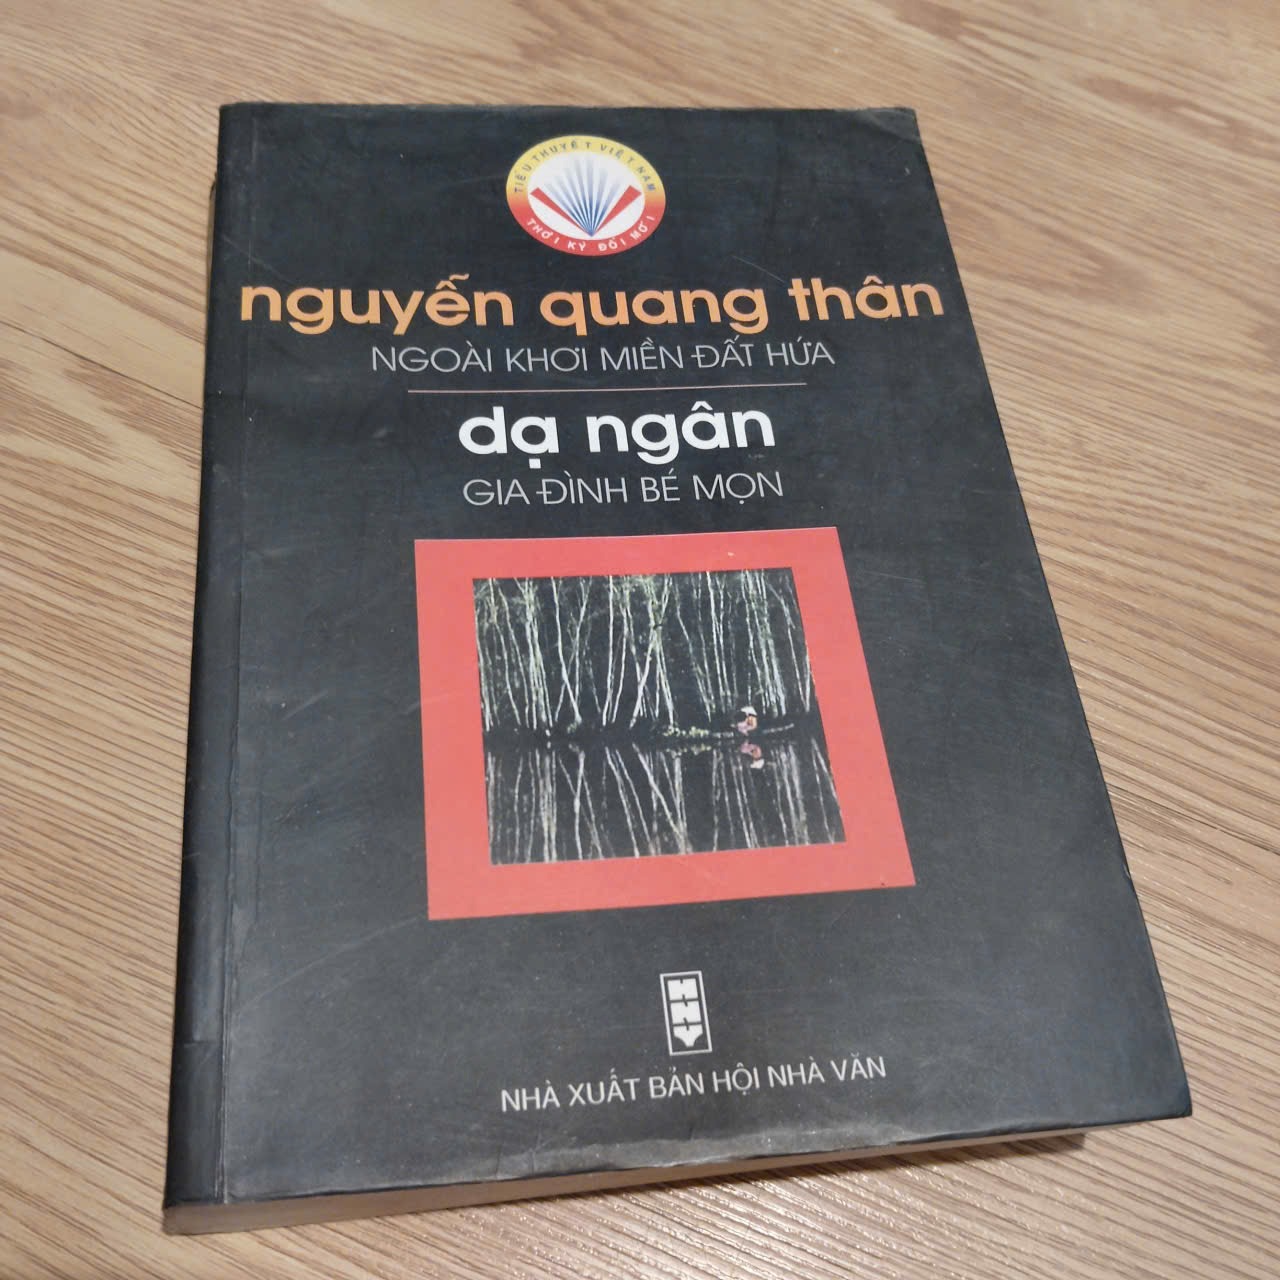 TIỂU THUYẾT VIỆT NAM
THỜI KỲ ĐỔI MỚI
nguyễn quang thân
NGOÀI KHƠI MIỀN ĐẤT HỨA
dạ ngân
GIA ĐÌNH BÉ MỌN
HNV
NHÀ XUẤT BẢN HỘI NHÀ VĂN